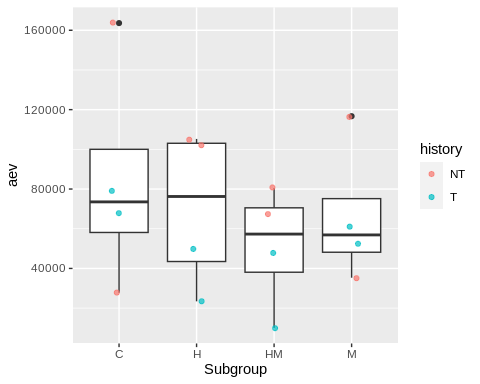 160000
120000
80000
40000
aev
C H HM M
Subgroup
history
NT
T